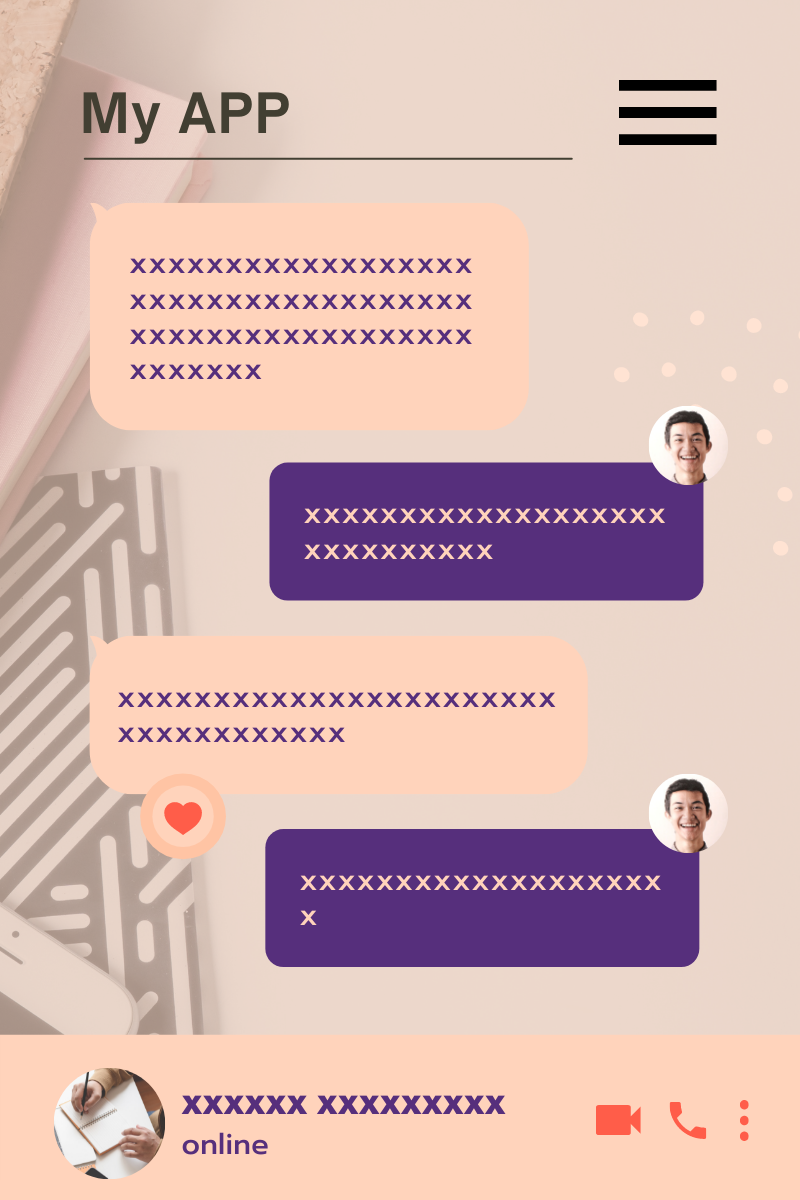 My APP
xxxxxxxxxxxxxxxxxx
xxxxxxxxxxxxxxxxxx
xxxxxxxxxxxxxxxxxx
xxxxxxx
xxxxxxxxxxxxxxxxxxx
xxxxxxxxxx
xxxxxxxxxxxxxxxxxxxxxxx
xxxxxxxxxxxx
xxxxxxxxxxxxxxxxxxx
x
xxxxxx xxxxxxxxx
online